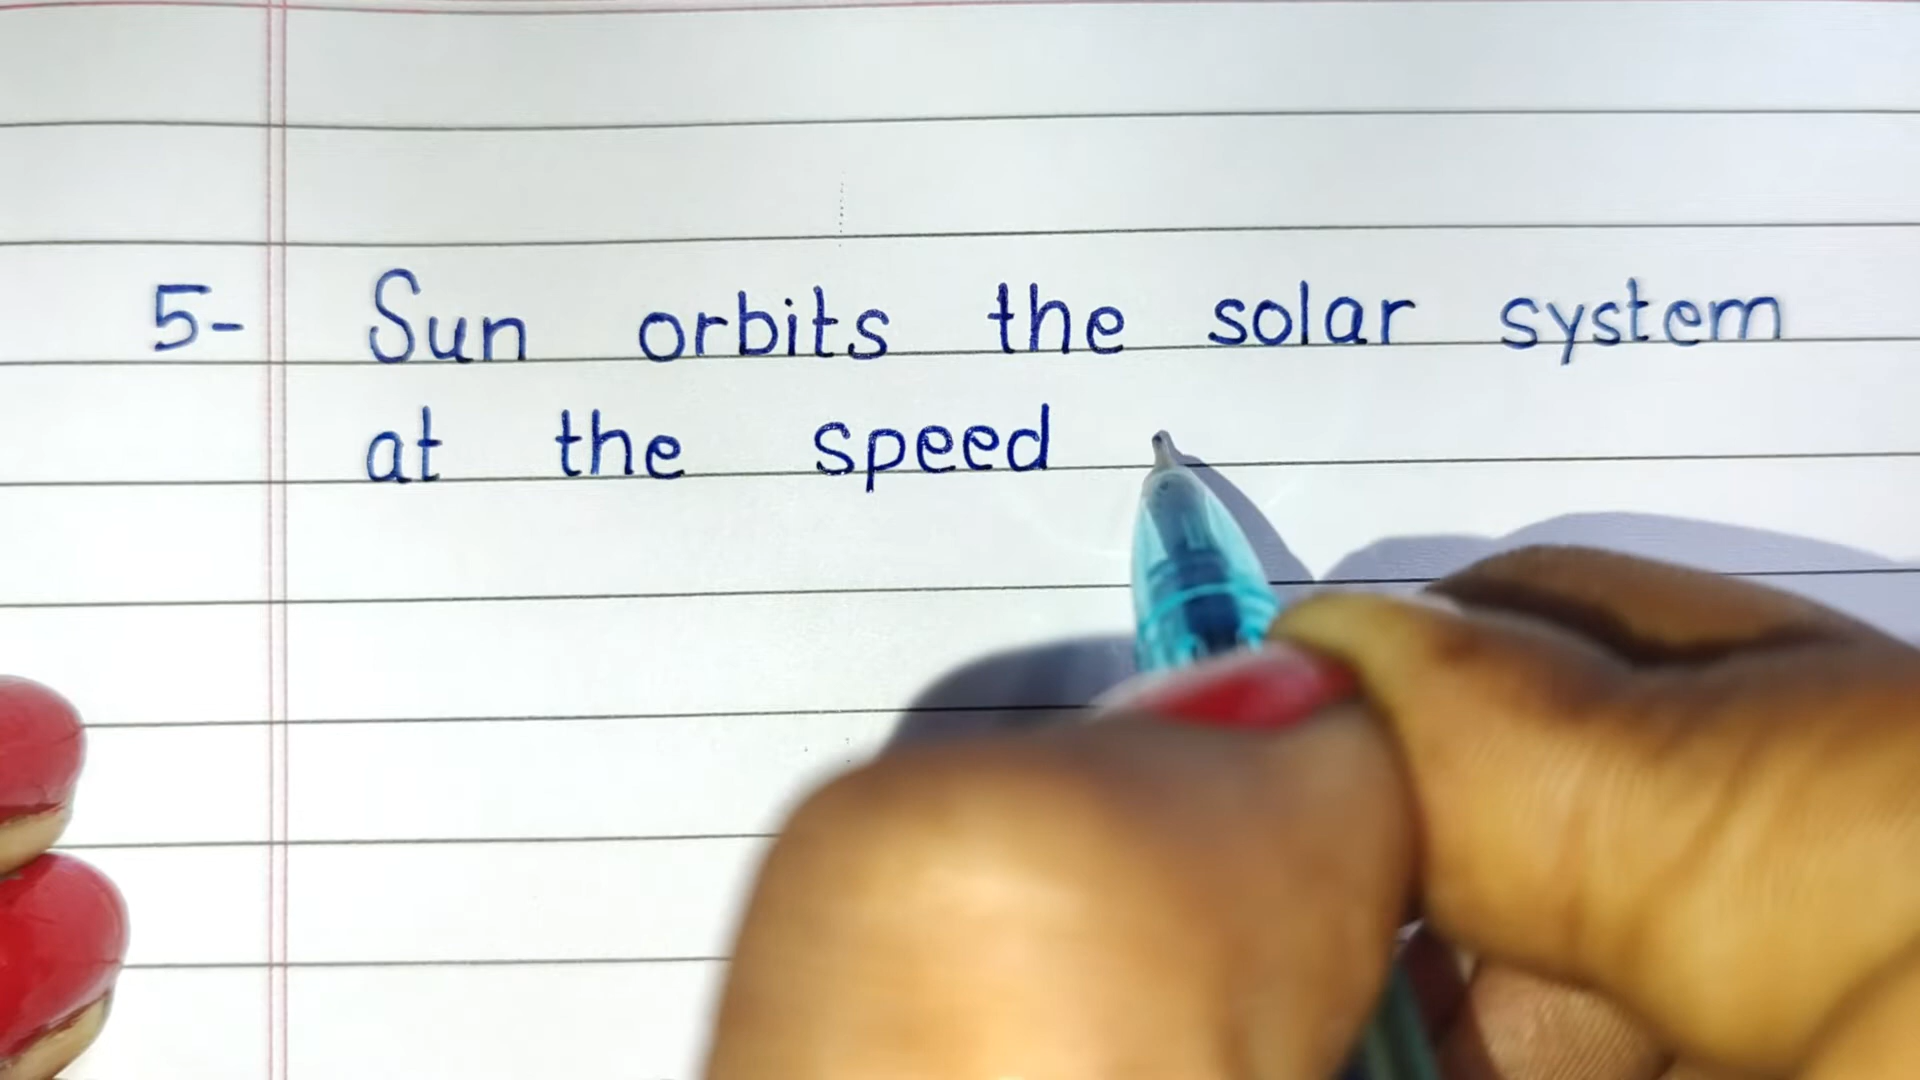 5- Sun orbits the solar system
at the speed